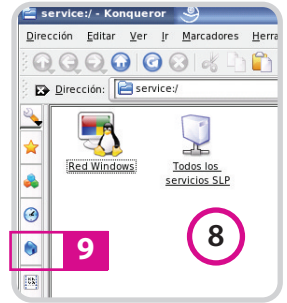 service:/ - Konqueror
Dirección Editar Ver Ir Marcadores Herra
Dirección: service:/
Red Windows
Todos los
servicios SLP
8
9